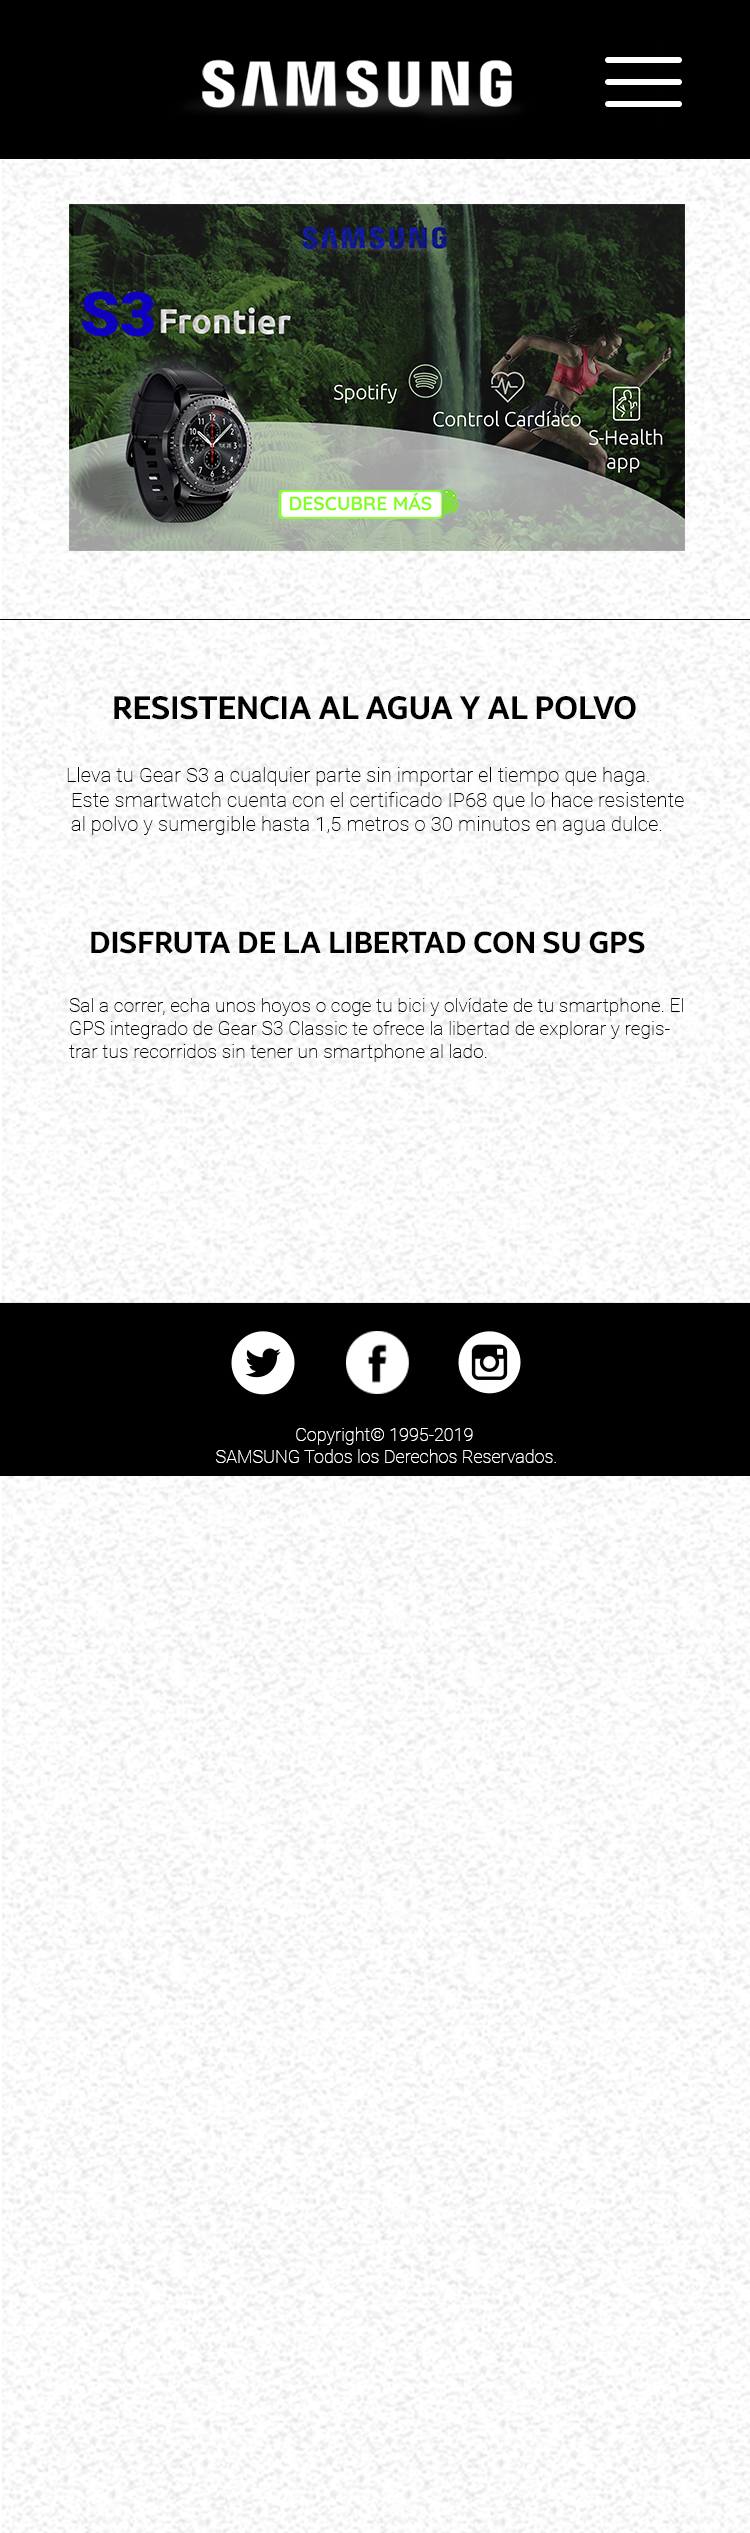 SAMSUNG
SAMSUNG
S3 Frontier
Spotify
Control Cardíaco
S-Health
app
DESCUBRE MÁS
RESISTENCIA AL AGUA Y AL POLVO
Lleva tu Gear S3 a cualquier parte sin importar el tiempo que haga.
Este smartwatch cuenta con el certificado IP68 que lo hace resistente
al polvo y sumergible hasta 1,5 metros o 30 minutos en agua dulce.
DISFRUTA DE LA LIBERTAD CON SU GPS
Sal a correr, echa unos hoyos o coge tu bici y olvídate de tu smartphone. El
GPS integrado de Gear S3 Classic te ofrece la libertad de explorar y regis-
trar tus recorridos sin tener un smartphone al lado.
Copyright© 1995-2019
SAMSUNG Todos los Derechos Reservados.